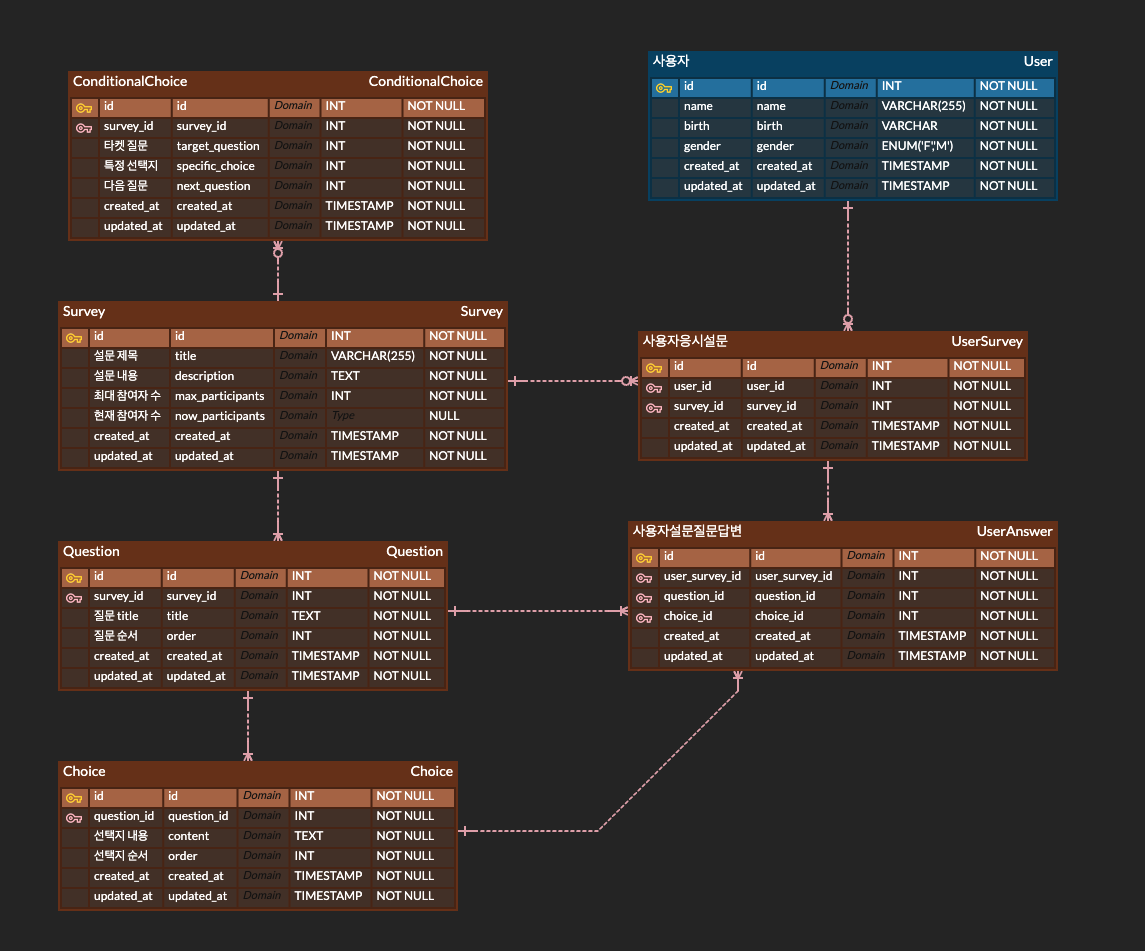 ConditionalChoice ConditionalChoice
id id Domain INT NOT NULL
survey_id survey_id Domain INT NOT NULL
타켓 질문 target_question Domain INT NOT NULL
특정 선택지 specific_choice Domain INT NOT NULL
다음 질문 next_question Domain INT NOT NULL
created_at created_at Domain TIMESTAMP NOT NULL
updated_at updated_at Domain TIMESTAMP NOT NULL
사용자 User
id id Domain INT NOT NULL
name name Domain VARCHAR(255) NOT NULL
birth birth Domain VARCHAR NOT NULL
gender gender Domain ENUM('F','M') NOT NULL
created_at created_at Domain TIMESTAMP NOT NULL
updated_at updated_at Domain TIMESTAMP NOT NULL
Survey Survey
id id Domain INT NOT NULL
설문 제목 title Domain VARCHAR(255) NOT NULL
설문 내용 description Domain TEXT NOT NULL
최대 참여자 수 max_participants Domain INT NOT NULL
현재 참여자 수 now_participants Domain Type NULL
created_at created_at Domain TIMESTAMP NOT NULL
updated_at updated_at Domain TIMESTAMP NOT NULL
사용자응시설문 UserSurvey
id id Domain INT NOT NULL
user_id user_id Domain INT NOT NULL
survey_id survey_id Domain INT NOT NULL
created_at created_at Domain TIMESTAMP NOT NULL
updated_at updated_at Domain TIMESTAMP NOT NULL
Question Question
id id Domain INT NOT NULL
survey_id survey_id Domain INT NOT NULL
질문 title title Domain TEXT NOT NULL
질문 순서 order Domain INT NOT NULL
created_at created_at Domain TIMESTAMP NOT NULL
updated_at updated_at Domain TIMESTAMP NOT NULL
사용자설문질문답변 UserAnswer
id id Domain INT NOT NULL
user_survey_id user_survey_id Domain INT NOT NULL
question_id question_id Domain INT NOT NULL
choice_id choice_id Domain INT NOT NULL
created_at created_at Domain TIMESTAMP NOT NULL
updated_at updated_at Domain TIMESTAMP NOT NULL
Choice Choice
id id Domain INT NOT NULL
question_id question_id Domain INT NOT NULL
선택지 내용 content Domain TEXT NOT NULL
선택지 순서 order Domain INT NOT NULL
created_at created_at Domain TIMESTAMP NOT NULL
updated_at updated_at Domain TIMESTAMP NOT NULL